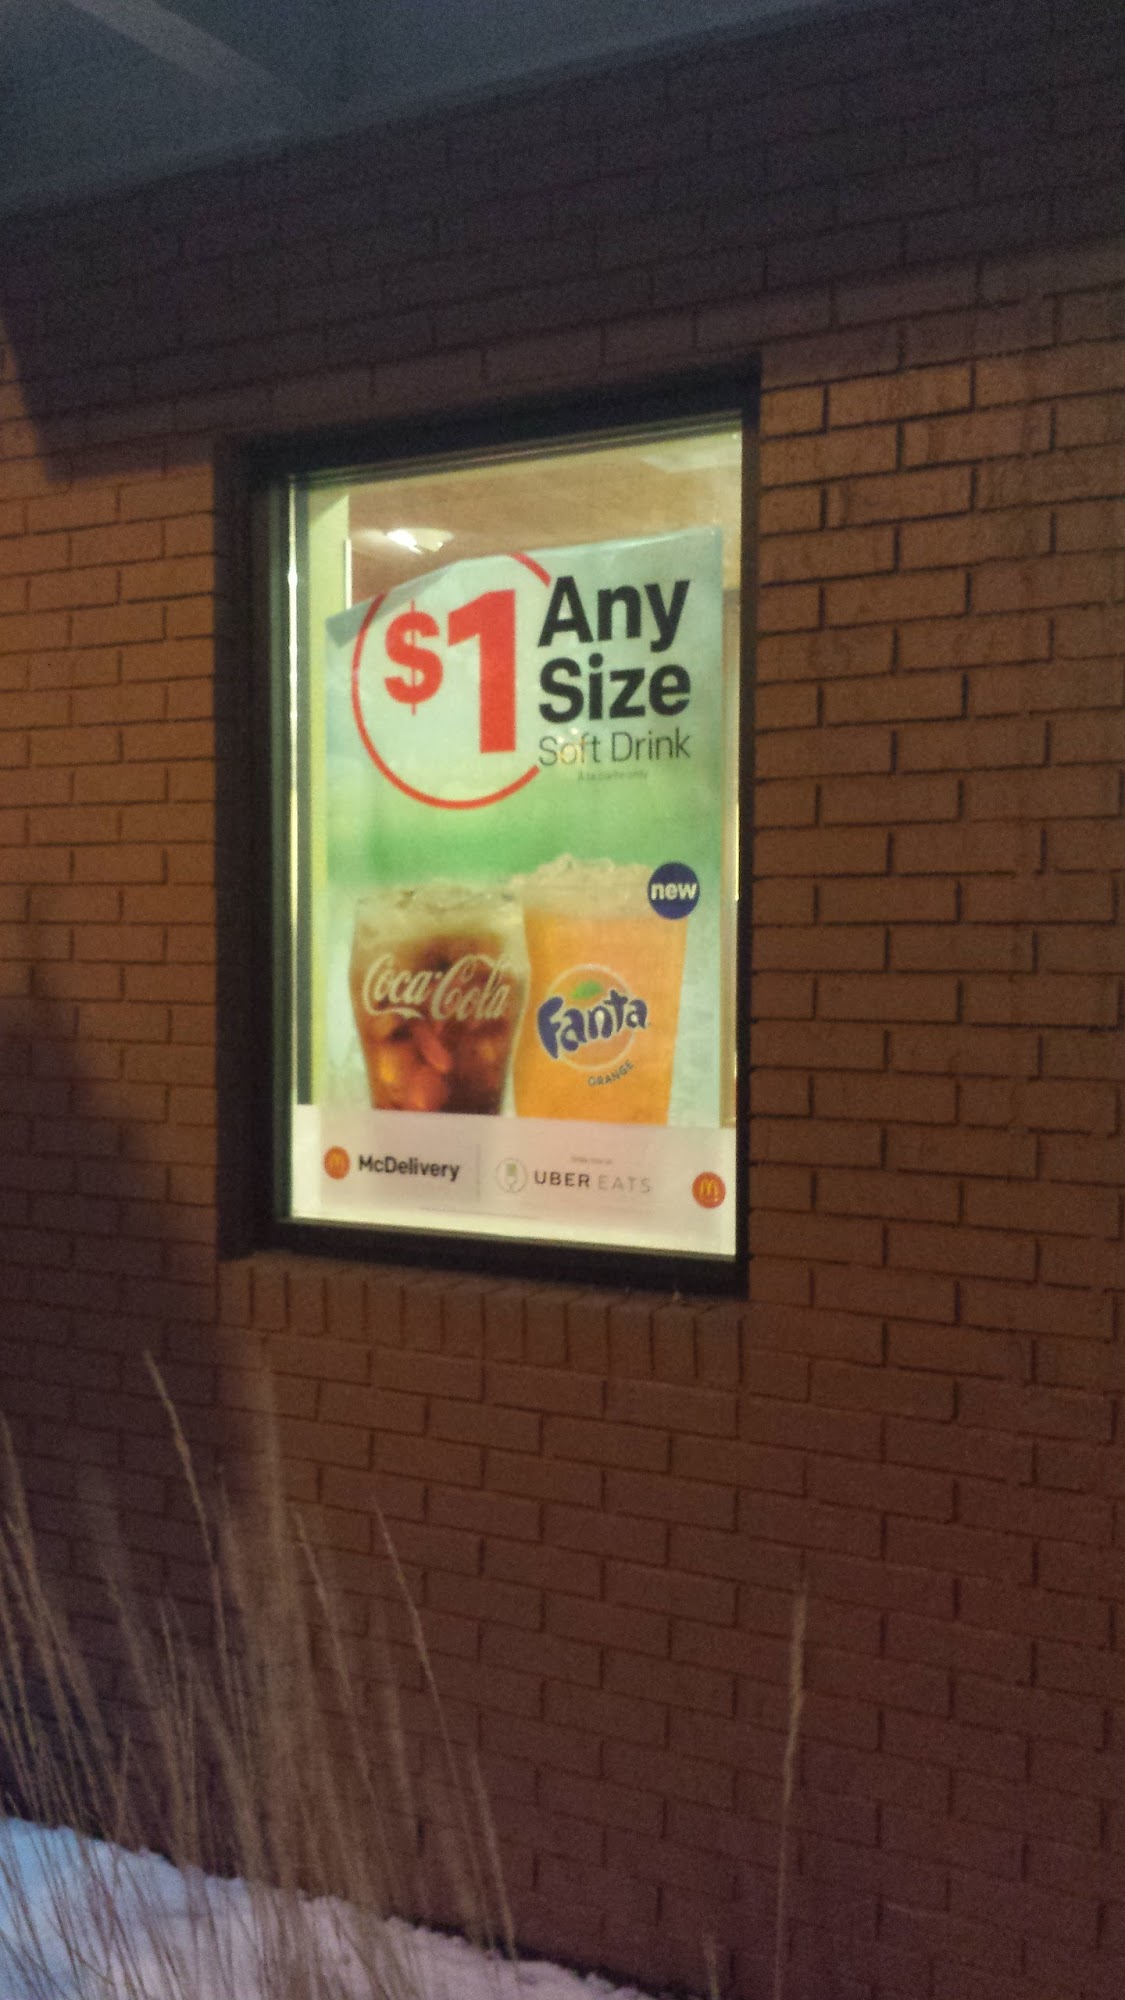 $1 Any
Size
Soft Drink
À la carte only
new
Coca-Cola
Fanta
ORANGE
McDelivery
UBER EATS